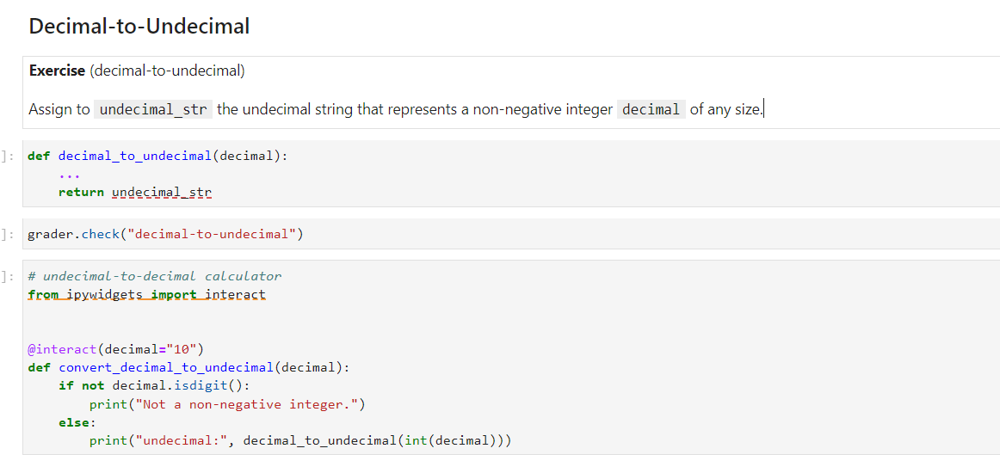 Decimal-to-Undecimal
Exercise (decimal-to-undecimal)
Assign to undecimal_str the undecimal string that represents a non-negative integer decimal of any size.
]: def decimal_to_undecimal(decimal):
...
return undecimal_str
]: grader.check("decimal-to-undecimal")
]: # undecimal-to-decimal calculator
from ipywidgets import interact
@interact(decimal="10")
def convert_decimal_to_undecimal(decimal):
if not decimal.isdigit():
print("Not a non-negative integer.")
else:
print("undecimal:", decimal_to_undecimal(int(decimal)))